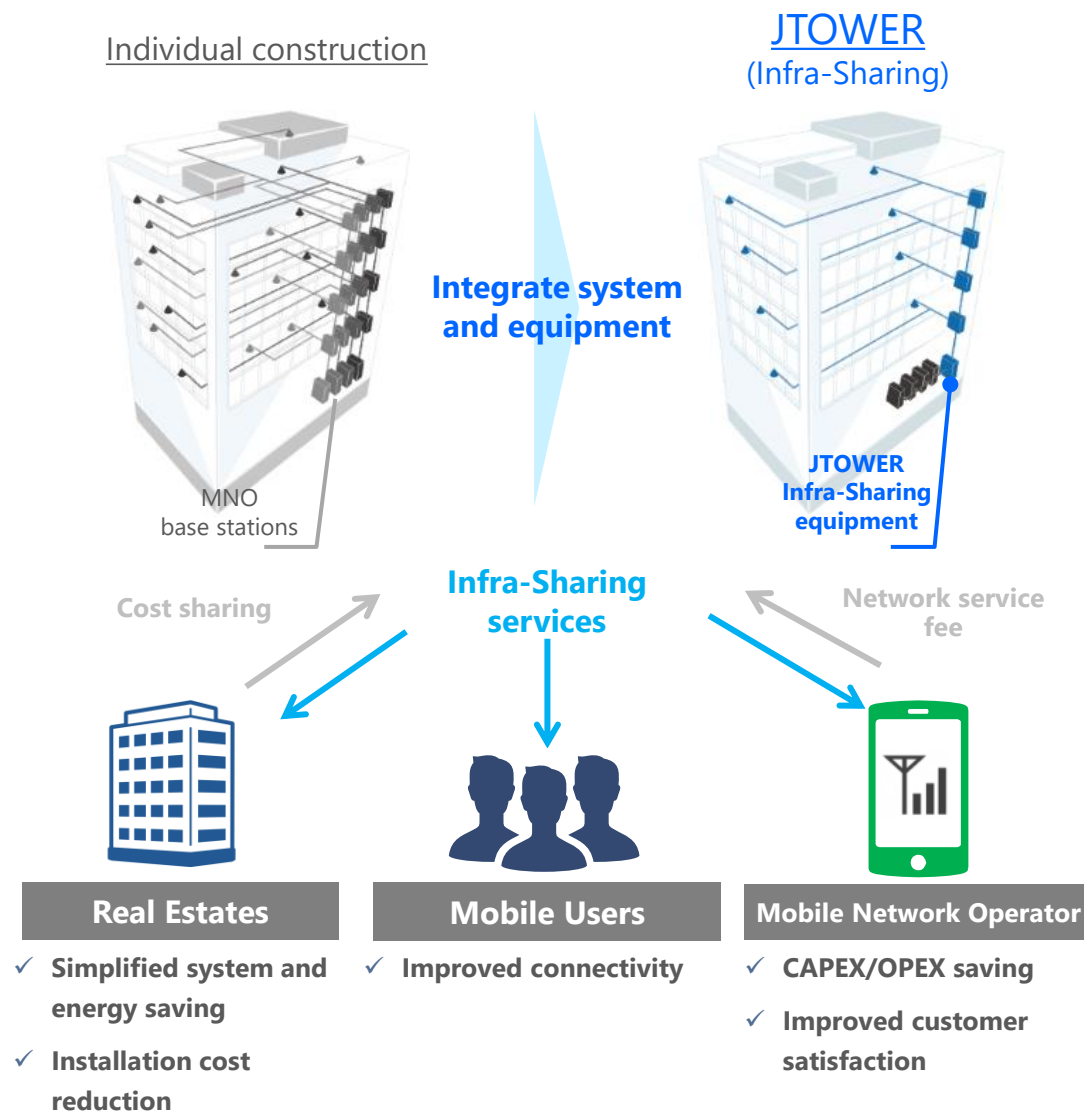 Individual construction
JTOWER
(Infra-Sharing)
Integrate system
and equipment
MNO
base stations
JTOWER
Infra-Sharing
equipment
Infra-Sharing
services
Cost sharing
Network service
fee
Real Estates
✓ Simplified system and
energy saving
✓ Installation cost
reduction
Mobile Users
✓ Improved connectivity
Mobile Network Operator
✓ CAPEX/OPEX saving
✓ Improved customer
satisfaction